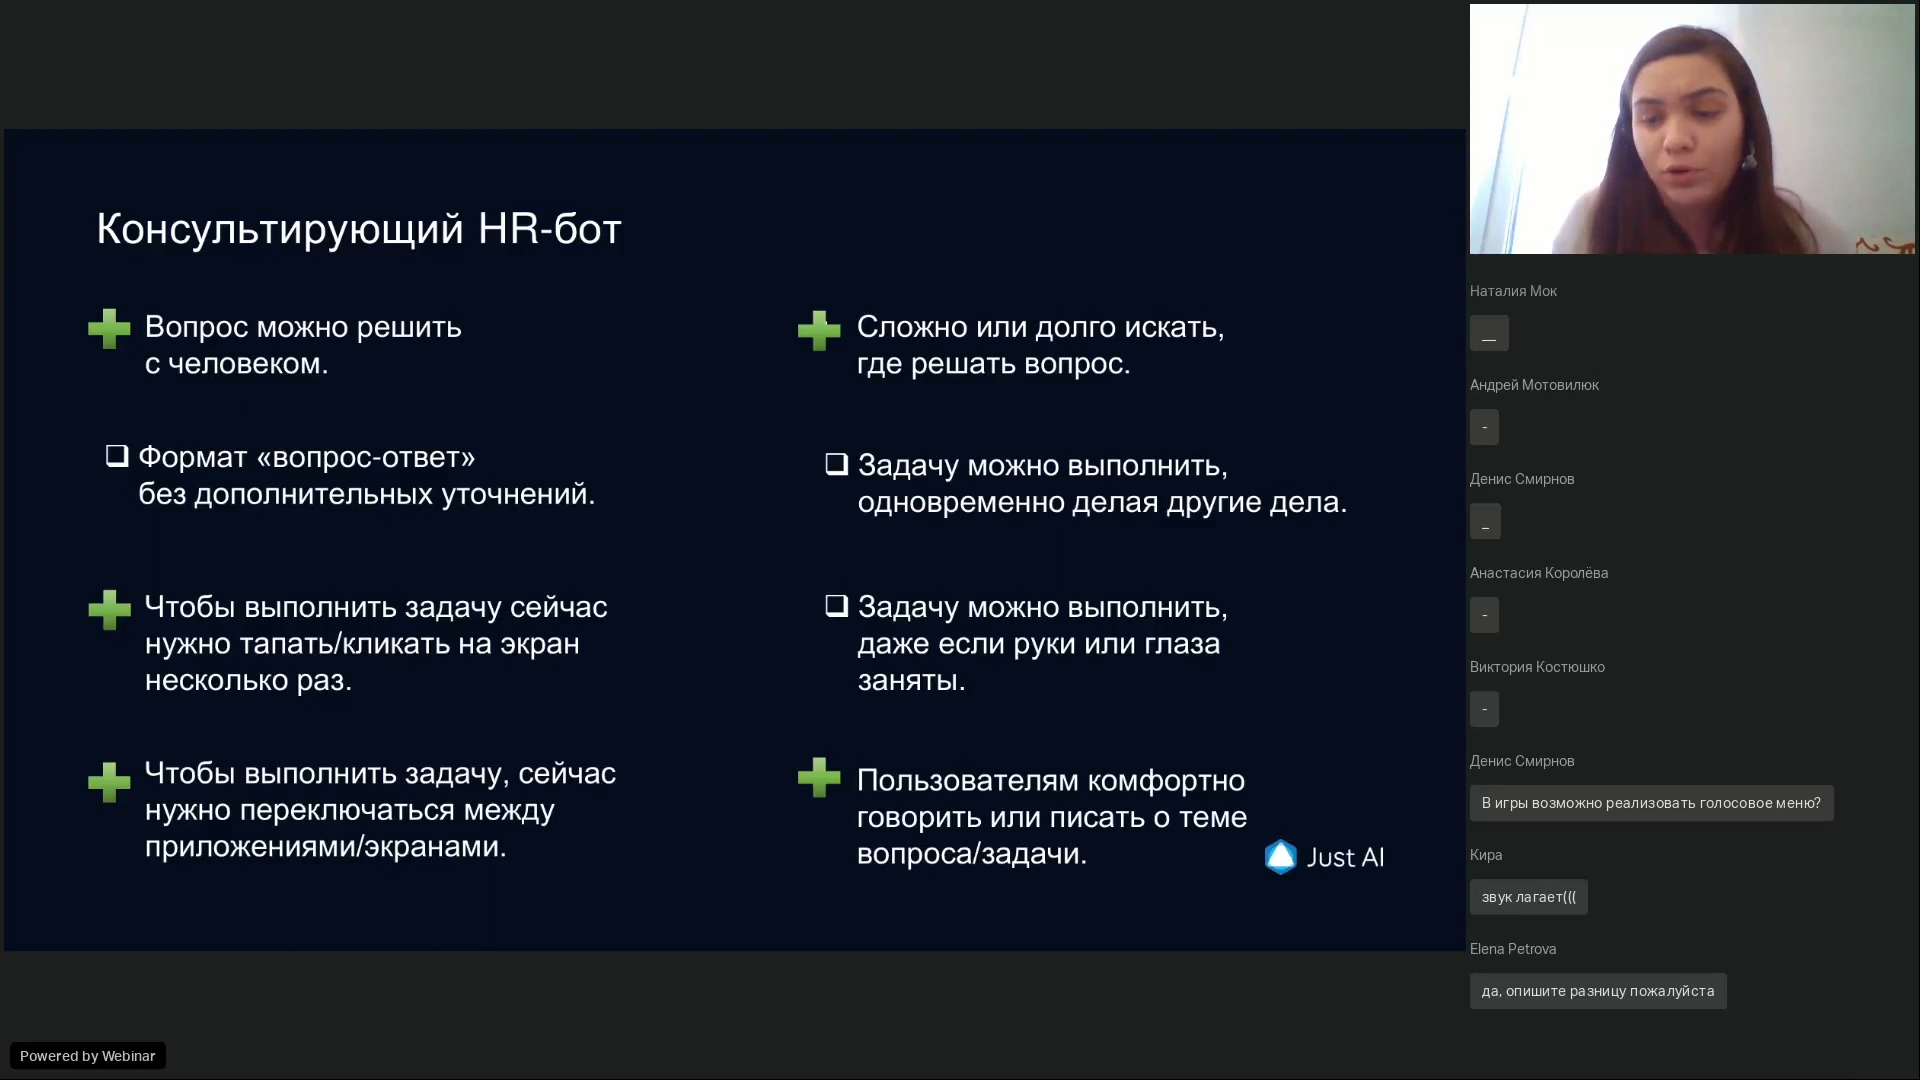 Консультирующий HR-бот
Вопрос можно решить
с человеком.
Формат «вопрос-ответ»
без дополнительных уточнений.
Чтобы выполнить задачу сейчас
нужно тапать/кликать на экран
несколько раз.
Чтобы выполнить задачу, сейчас
нужно переключаться между
приложениями/экранами.
Сложно или долго искать,
где решать вопрос.
Задачу можно выполнить,
одновременно делая другие дела.
Задачу можно выполнить,
даже если руки или глаза
заняты.
Пользователям комфортно
говорить или писать о теме
вопроса/задачи.
Just AI
Наталия Мок
__
Андрей Мотовилюк
-
Денис Смирнов
_
Анастасия Королёва
-
Виктория Костюшко
-
Денис Смирнов
В игры возможно реализовать голосовое меню?
Кира
звук лагает(((
Elena Petrova
да, опишите разницу пожалуйста
Powered by Webinar